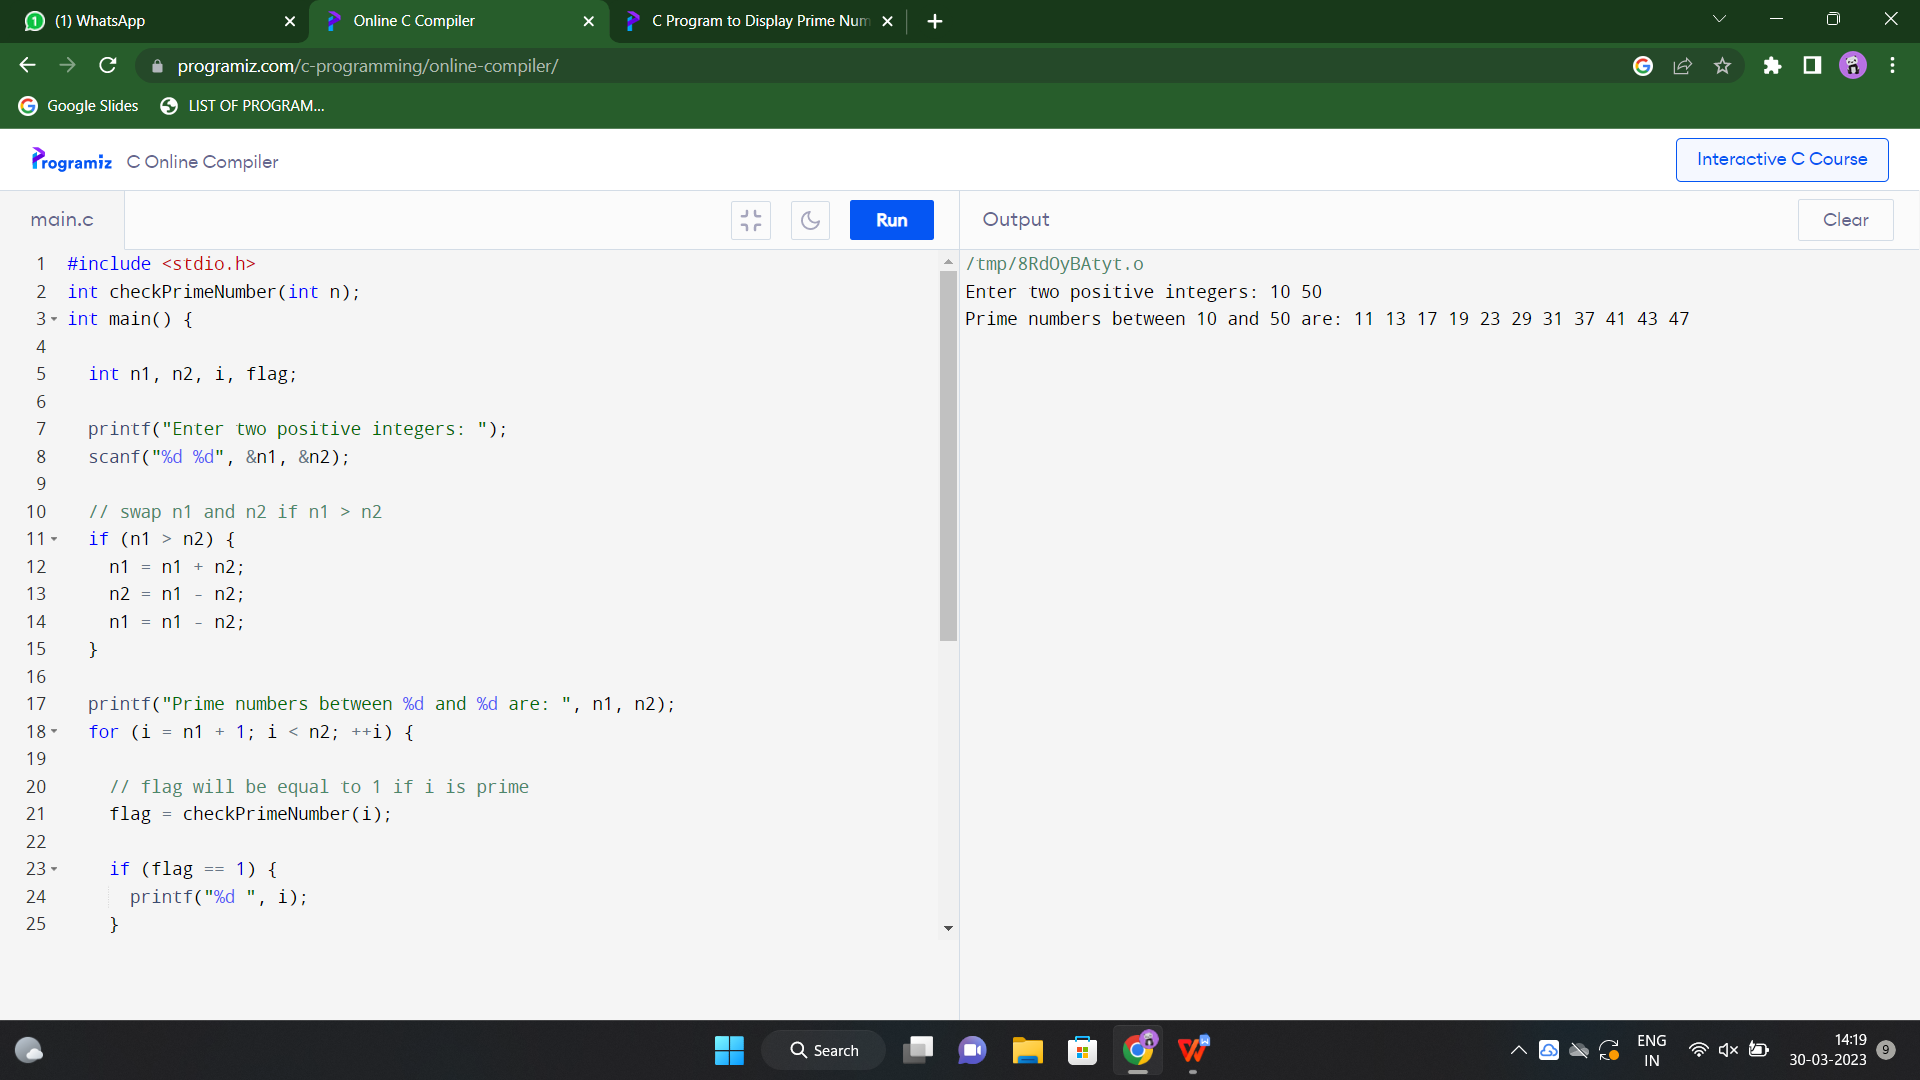 (1) WhatsApp
Online C Compiler
C Program to Display Prime Num
programiz.com/c-programming/online-compiler/
Google Slides
LIST OF PROGRAM...
Programiz C Online Compiler
Interactive C Course
main.c
Run
Output
Clear
1 #include <stdio.h>
2 int checkPrimeNumber(int n);
3 int main() {
4
5 int n1, n2, i, flag;
6
7 printf("Enter two positive integers: ");
8 scanf("%d %d", &n1, &n2);
9
10 // swap n1 and n2 if n1 > n2
11 if (n1 > n2) {
12 n1 = n1 + n2;
13 n2 = n1 - n2;
14 n1 = n1 - n2;
15 }
16
17 printf("Prime numbers between %d and %d are: ", n1, n2);
18 for (i = n1 + 1; i < n2; ++i) {
19
20 // flag will be equal to 1 if i is prime
21 flag = checkPrimeNumber(i);
22
23 if (flag == 1) {
24 printf("%d ", i);
25 }
/tmp/8RdOyBAtyt.o
Enter two positive integers: 10 50
Prime numbers between 10 and 50 are: 11 13 17 19 23 29 31 37 41 43 47
Search
ENG
IN
14:19
30-03-2023
9